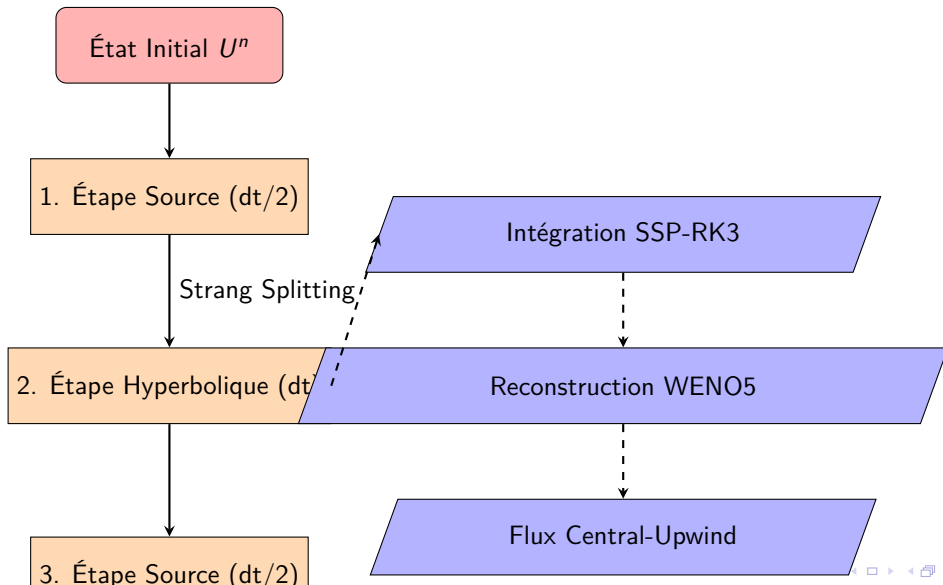 État Initial Uⁿ
1. Étape Source (dt/2)
Intégration SSP-RK3
Strang Splitting
2. Étape Hyperbolique (dt
Reconstruction WENO5
Flux Central-Upwind
3. Étape Source (dt/2)